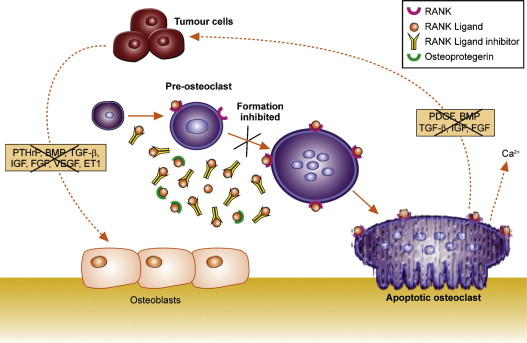 Tumour cells
RANK
RANK Ligand
RANK Ligand inhibitor
Osteoprotegerin
Pre-osteoclast
Formation
inhibited
PDGF, BMP
TGF-β, IGF, FGF
Ca²⁺
PTHrP, BMP, TGF-β,
IGF, FGF, VEGF, ET1
Osteoblasts
Apoptotic osteoclast